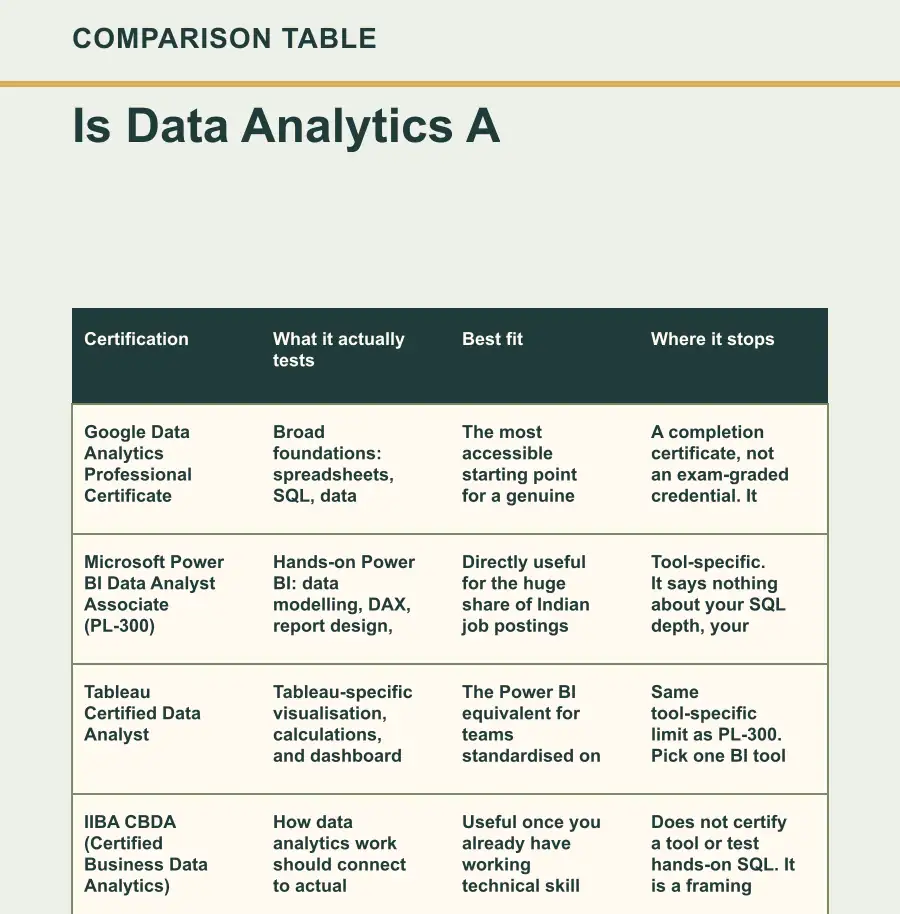 COMPARISON TABLE
Is Data Analytics A
Certification
What it actually
tests
Best fit
Where it stops
Google Data
Analytics
Professional
Certificate
Broad
foundations:
spreadsheets,
SQL, data
The most
accessible
starting point
for a genuine
A completion
certificate, not
an exam-graded
credential. It
Microsoft Power
BI Data Analyst
Associate
(PL-300)
Hands-on Power
BI: data
modelling, DAX,
report design,
Directly useful
for the huge
share of Indian
job postings
Tool-specific.
It says nothing
about your SQL
depth, your
Tableau
Certified Data
Analyst
Tableau-specific
visualisation,
calculations,
and dashboard
The Power BI
equivalent for
teams
standardised on
Same
tool-specific
limit as PL-300.
Pick one BI tool
IIBA CBDA
(Certified
Business Data
Analytics)
How data
analytics work
should connect
to actual
Useful once you
already have
working
technical skill
Does not certify
a tool or test
hands-on SQL. It
is a framing